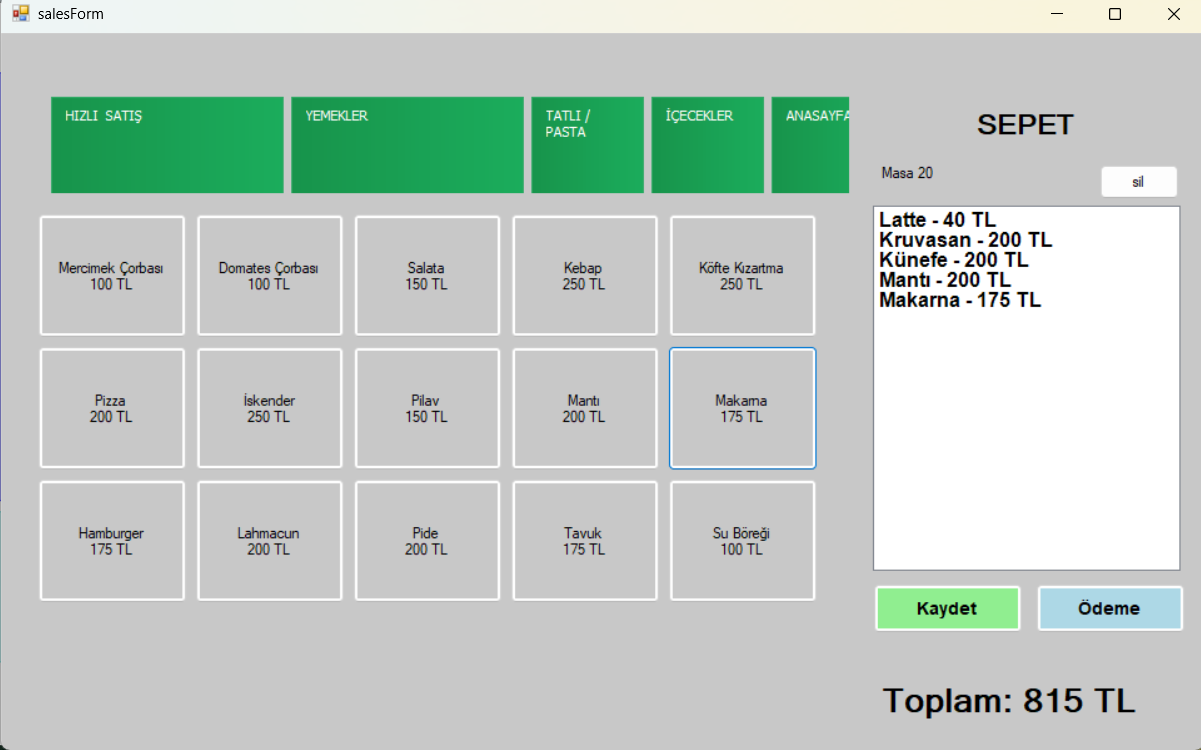 salesForm
HIZLI SATIŞ
YEMEKLER
TATLI /
PASTA
İÇECEKLER
ANASAYFA
SEPET
Masa 20
sil
Mercimek Çorbası
100 TL
Domates Çorbası
100 TL
Salata
150 TL
Kebap
250 TL
Köfte Kızartma
250 TL
Pizza
200 TL
İskender
250 TL
Pilav
150 TL
Mantı
200 TL
Makarna
175 TL
Hamburger
175 TL
Lahmacun
200 TL
Pide
200 TL
Tavuk
175 TL
Su Böreği
100 TL
Latte - 40 TL
Kruvasan - 200 TL
Künefe - 200 TL
Mantı - 200 TL
Makarna - 175 TL
Kaydet
Ödeme
Toplam: 815 TL